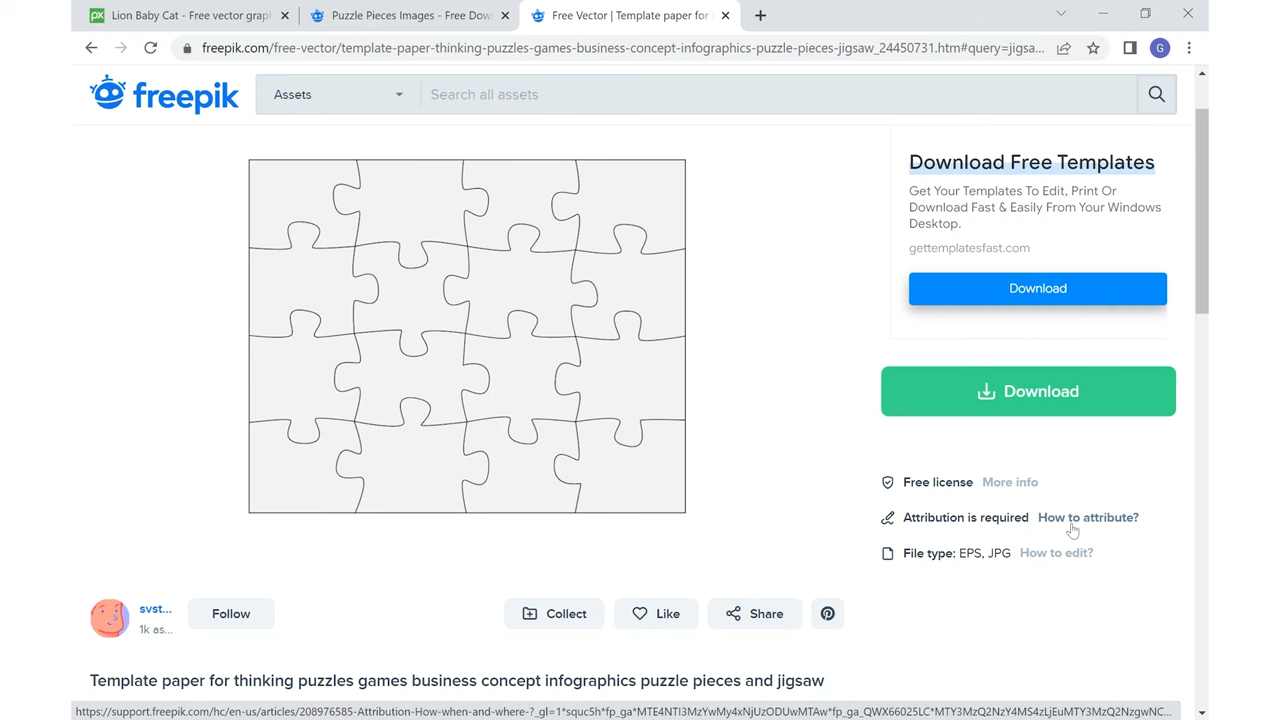 Lion Baby Cat - Free vector grap
Puzzle Pieces Images - Free Dow
Free Vector | Template paper for
freepik.com/free-vector/template-paper-thinking-puzzles-games-business-concept-infographics-puzzle-pieces-jigsaw_24450731.htm#query=jigsa...
G
freepik
Assets
Search all assets
Download Free Templates
Get Your Templates To Edit, Print Or
Download Fast & Easily From Your Windows
Desktop.
gettemplatesfast.com
Download
Download
Free license More info
Attribution is required How to attribute?
File type: EPS, JPG How to edit?
svst...
1k as...
Follow
Collect
Like
Share
Template paper for thinking puzzles games business concept infographics puzzle pieces and jigsaw
https://support.freepik.com/hc/en-us/articles/208976585-Attribution-How-when-and-where-?_gl=1*squc5h*fp_ga*MTE4NTI3MzYwMy4xNjUzODUwMTAw*fp_ga_QWX66025LC*MTY3MzQ2NzY4MS4zLjEuMTY3MzQ2NzgwNC...